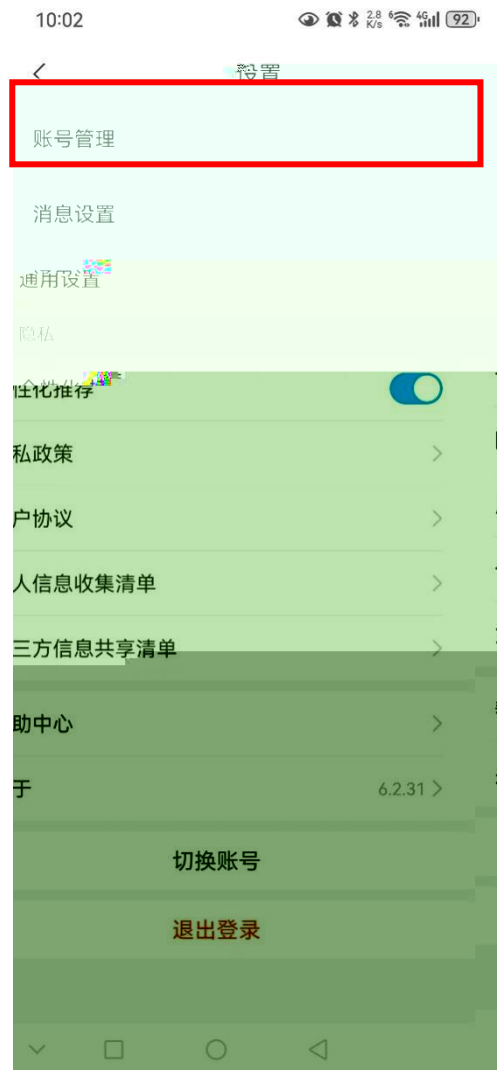 10:02 2.8 K/s 6 4G 92
设置
账号管理
消息设置
通用设置
隐私
性化推荐
私政策
户协议
人信息收集清单
三方信息共享清单
助中心
于 6.2.31
切换账号
退出登录